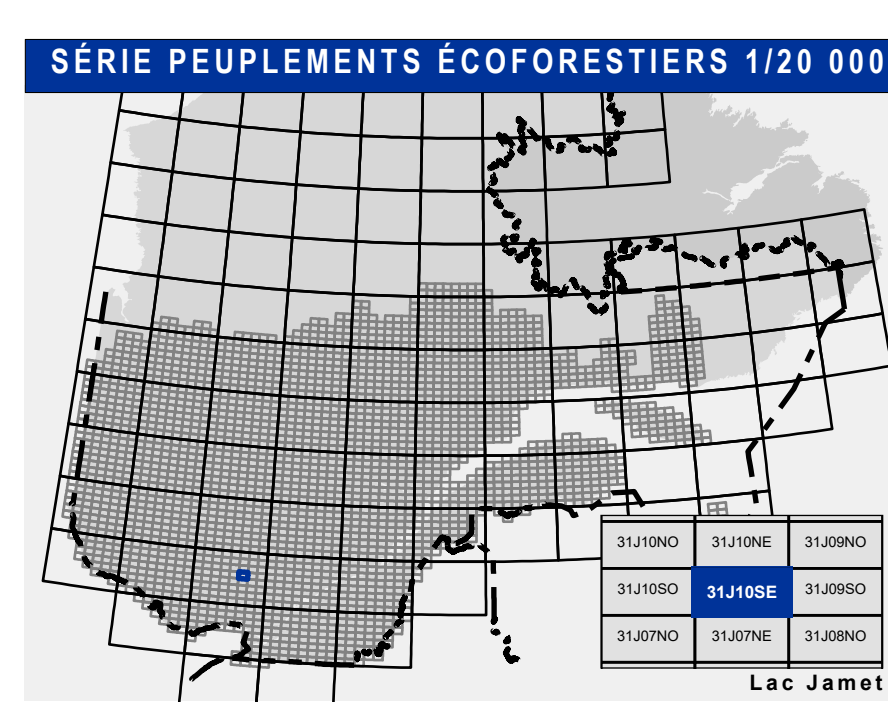 SÉRIE PEUPLEMENTS ÉCOFORESTIERS 1/20 000
31J10NO 31J10NE 31J09NO
31J10SO 31J10SE 31J09SO
31J07NO 31J07NE 31J08NO
Lac Jamet